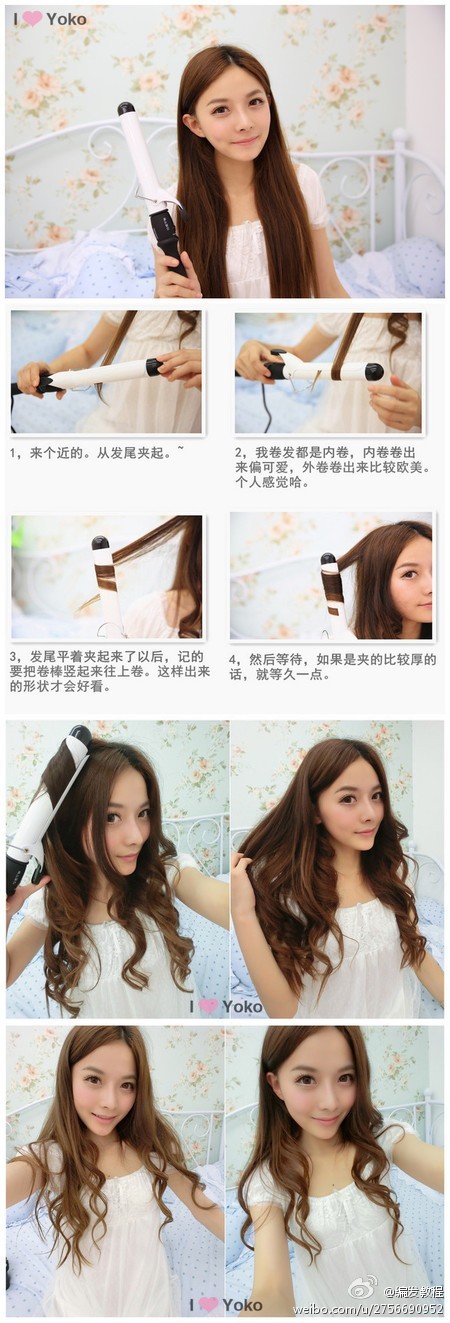 I ❤ Yoko
1，来个近的。从发尾夹起。~
2，我卷发都是内卷，内卷卷出
来偏可爱，外卷卷出来比较欧美。
个人感觉哈。
3，发尾平着夹起来了以后，记的
要把卷棒竖起来往上卷。这样出来
的形状才会好看。
4，然后等待，如果是夹的比较厚的
话，就等久一点。
I ❤ Yoko
I ❤ Yoko
@编发教程
weibo.com/u/2756690952